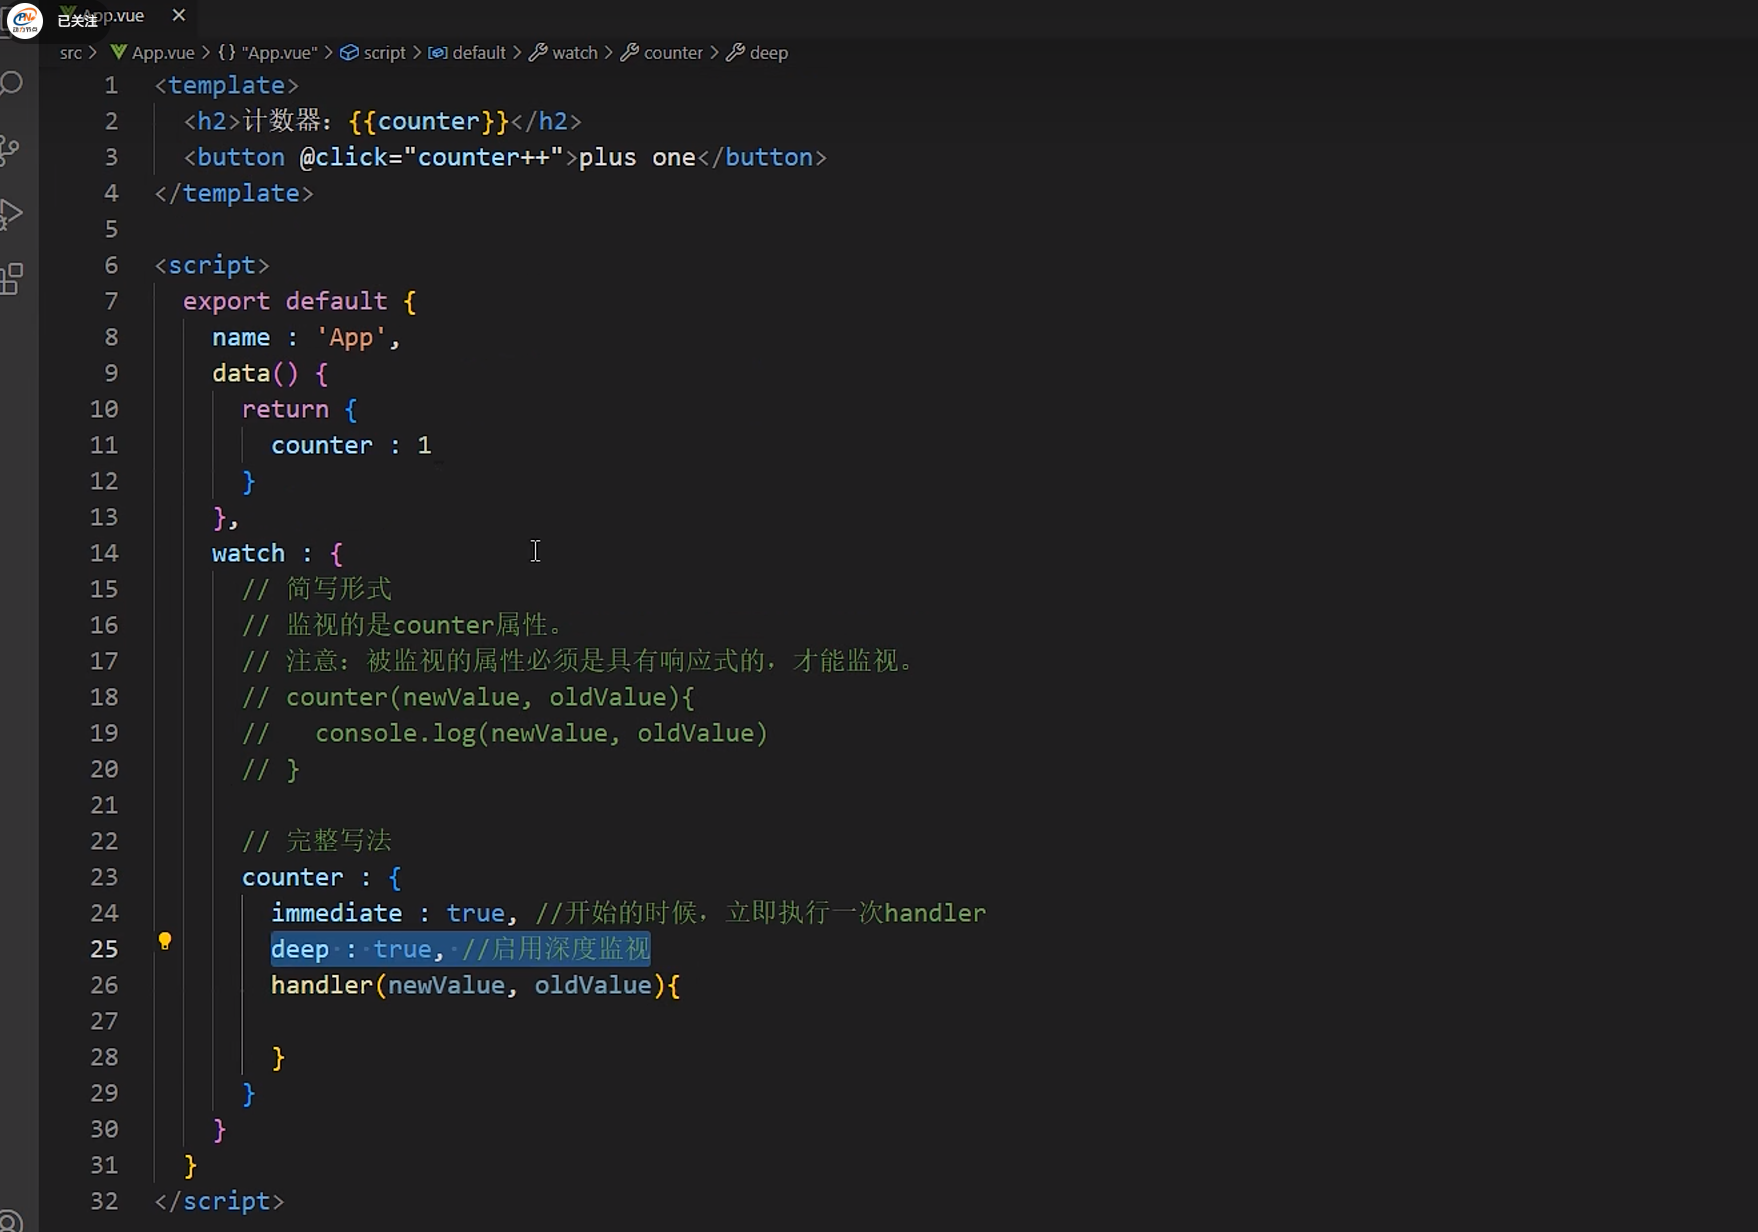 已关注
App.vue
src > App.vue > {} "App.vue" > script > default > watch > counter > deep
1 <template>
2 <h2>计数器：{{counter}}</h2>
3 <button @click="counter++">plus one</button>
4 </template>
5
6 <script>
7 export default {
8 name : 'App',
9 data() {
10 return {
11 counter : 1
12 }
13 },
14 watch : {
15 // 简写形式
16 // 监视的是counter属性。
17 // 注意：被监视的属性必须是具有响应式的，才能监视。
18 // counter(newValue, oldValue){
19 //   console.log(newValue, oldValue)
20 // }
21
22 // 完整写法
23 counter : {
24 immediate : true, //开始的时候，立即执行一次handler
25 deep : true, //启用深度监视
26 handler(newValue, oldValue){
27
28 }
29 }
30 }
31 }
32 </script>